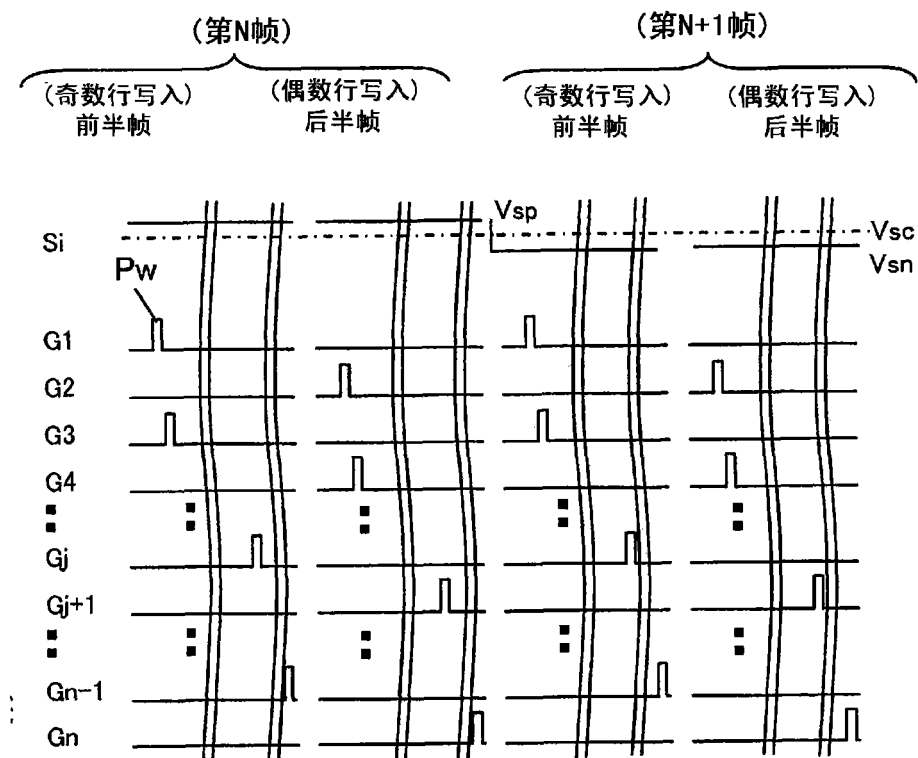 (第N帧)
(第N+1帧)
(奇数行写入)
前半帧
(偶数行写入)
后半帧
(奇数行写入)
前半帧
(偶数行写入)
后半帧
Vsp
Si
Vsc
Vsn
Pw
G1
G2
G3
G4
Gj
Gj+1
Gn-1
Gn